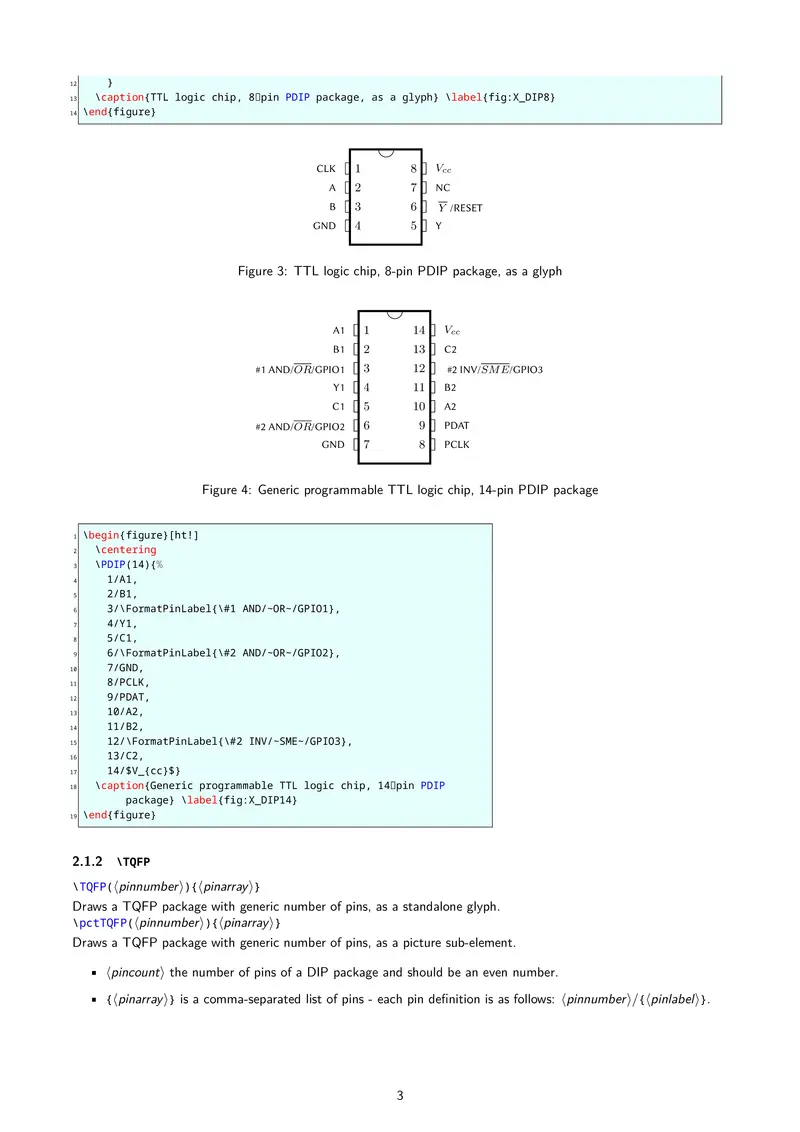 12 }
13 \caption{TTL logic chip, 8▯pin PDIP package, as a glyph} \label{fig:X_DIP8}
14 \end{figure}
CLK 1 8 Vcc
A 2 7 NC
B 3 6 Y̅ /RESET
GND 4 5 Y
Figure 3: TTL logic chip, 8-pin PDIP package, as a glyph
A1 1 14 Vcc
B1 2 13 C2
#1 AND/O̅R̅/GPIO1 3 12 #2 INV/S̅M̅E̅/GPIO3
Y1 4 11 B2
C1 5 10 A2
#2 AND/O̅R̅/GPIO2 6 9 PDAT
GND 7 8 PCLK
Figure 4: Generic programmable TTL logic chip, 14-pin PDIP package
1 \begin{figure}[ht!]
2 \centering
3 \PDIP(14){%
4 1/A1,
5 2/B1,
6 3/\FormatPinLabel{\#1 AND/~OR~/GPIO1},
7 4/Y1,
8 5/C1,
9 6/\FormatPinLabel{\#2 AND/~OR~/GPIO2},
10 7/GND,
11 8/PCLK,
12 9/PDAT,
13 10/A2,
14 11/B2,
15 12/\FormatPinLabel{\#2 INV/~SME~/GPIO3},
16 13/C2,
17 14/$V_{cc}$}
18 \caption{Generic programmable TTL logic chip, 14▯pin PDIP
package} \label{fig:X_DIP14}
19 \end{figure}
2.1.2 \TQFP
\TQFP(⟨pinnumber⟩){⟨pinarray⟩}
Draws a TQFP package with generic number of pins, as a standalone glyph.
\pctTQFP(⟨pinnumber⟩){⟨pinarray⟩}
Draws a TQFP package with generic number of pins, as a picture sub-element.
▪ ⟨pincount⟩ the number of pins of a DIP package and should be an even number.
▪ {⟨pinarray⟩} is a comma-separated list of pins - each pin definition is as follows: ⟨pinnumber⟩/{⟨pinlabel⟩}.
3